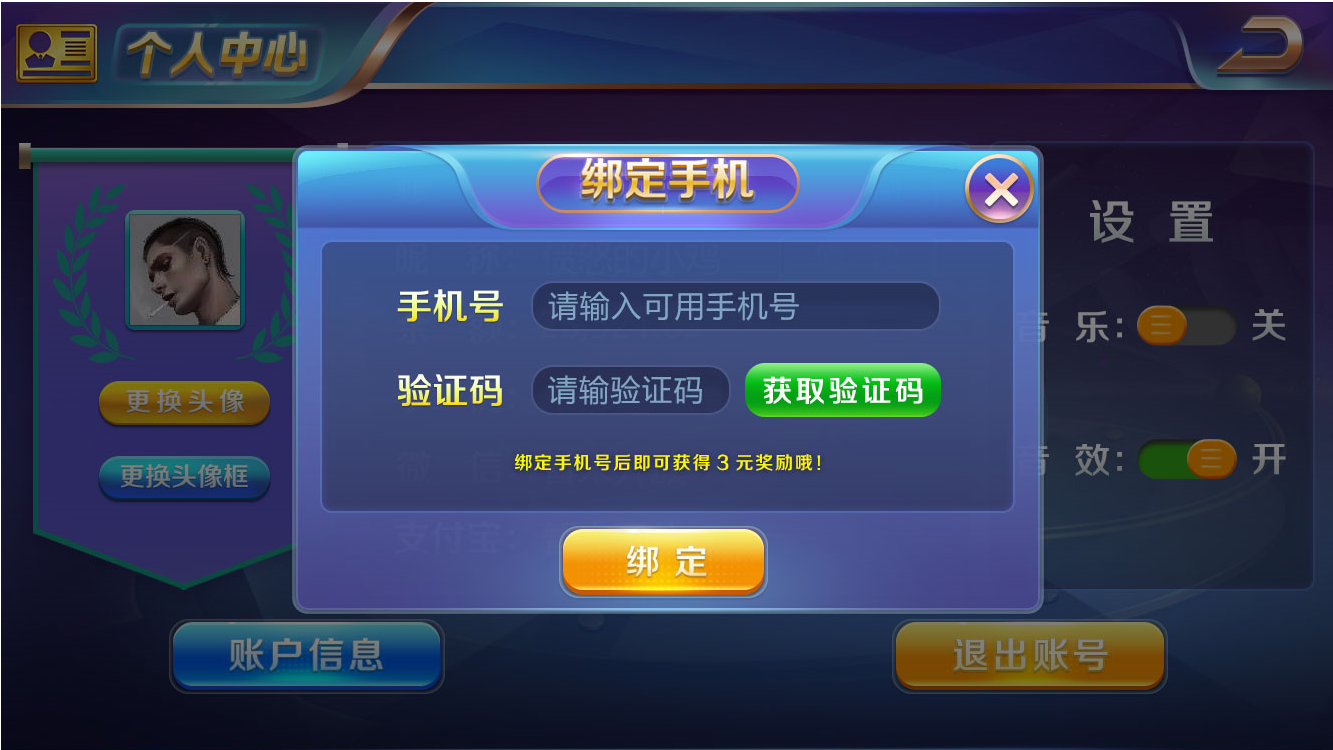 个人中心
绑定手机
设 置
昵 称
手机号 请输入可用手机号
音 乐: 关
验证码 请输验证码 获取验证码
更换头像
绑定手机号后即可获得3元奖励哦!
音 效: 开
更换头像框
支付宝:
绑 定
账户信息
退出账号